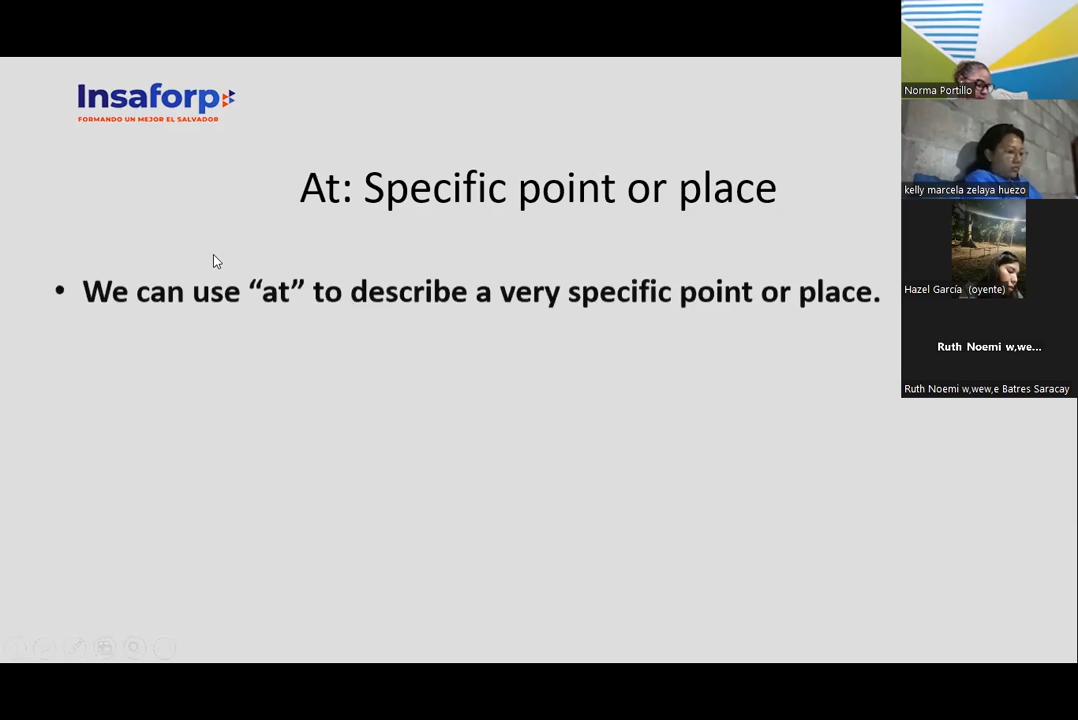 Insaforp
FORMANDO UN MEJOR EL SALVADOR
At: Specific point or place
• We can use “at” to describe a very specific point or place.
Norma Portillo
kelly marcela zelaya huezo
Hazel García (oyente)
Ruth Noemi w,we...
Ruth Noemi w,wew,e Batres Saracay